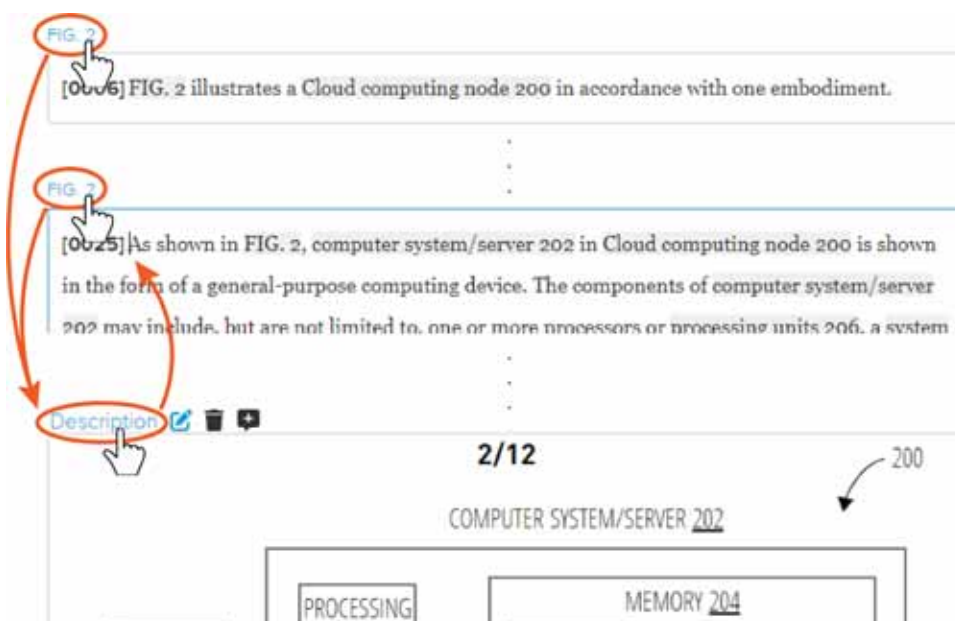 FIG. 2
[0006] FIG. 2 illustrates a Cloud computing node 200 in accordance with one embodiment.
FIG. 2
[0025] As shown in FIG. 2, computer system/server 202 in Cloud computing node 200 is shown
in the form of a general-purpose computing device. The components of computer system/server
202 may include, but are not limited to, one or more processors or processing units 206, a system
Description
2/12
200
COMPUTER SYSTEM/SERVER 202
PROCESSING
MEMORY 204